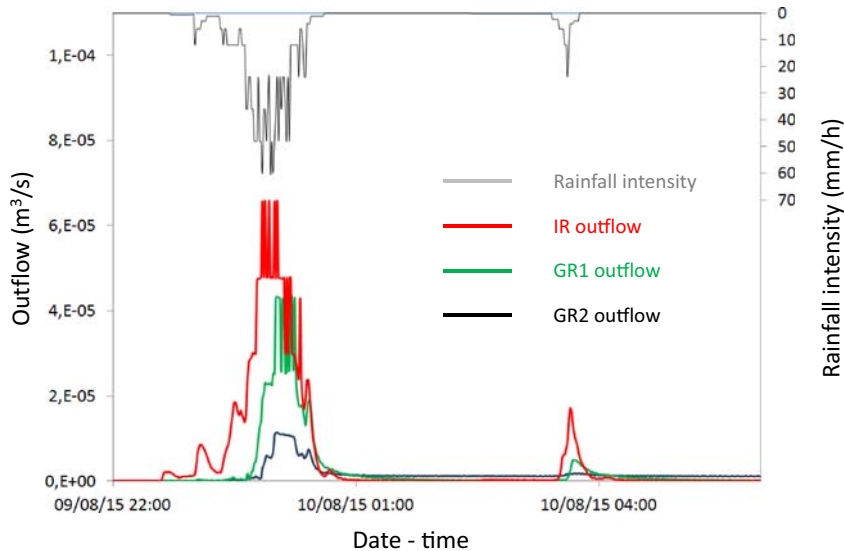 1,E-04
8,E-05
6,E-05
4,E-05
2,E-05
0,E+00
Outflow (m³/s)
0
10
20
30
40
50
60
70
Rainfall intensity (mm/h)
Rainfall intensity
IR outflow
GR1 outflow
GR2 outflow
09/08/15 22:00
10/08/15 01:00
10/08/15 04:00
Date - time